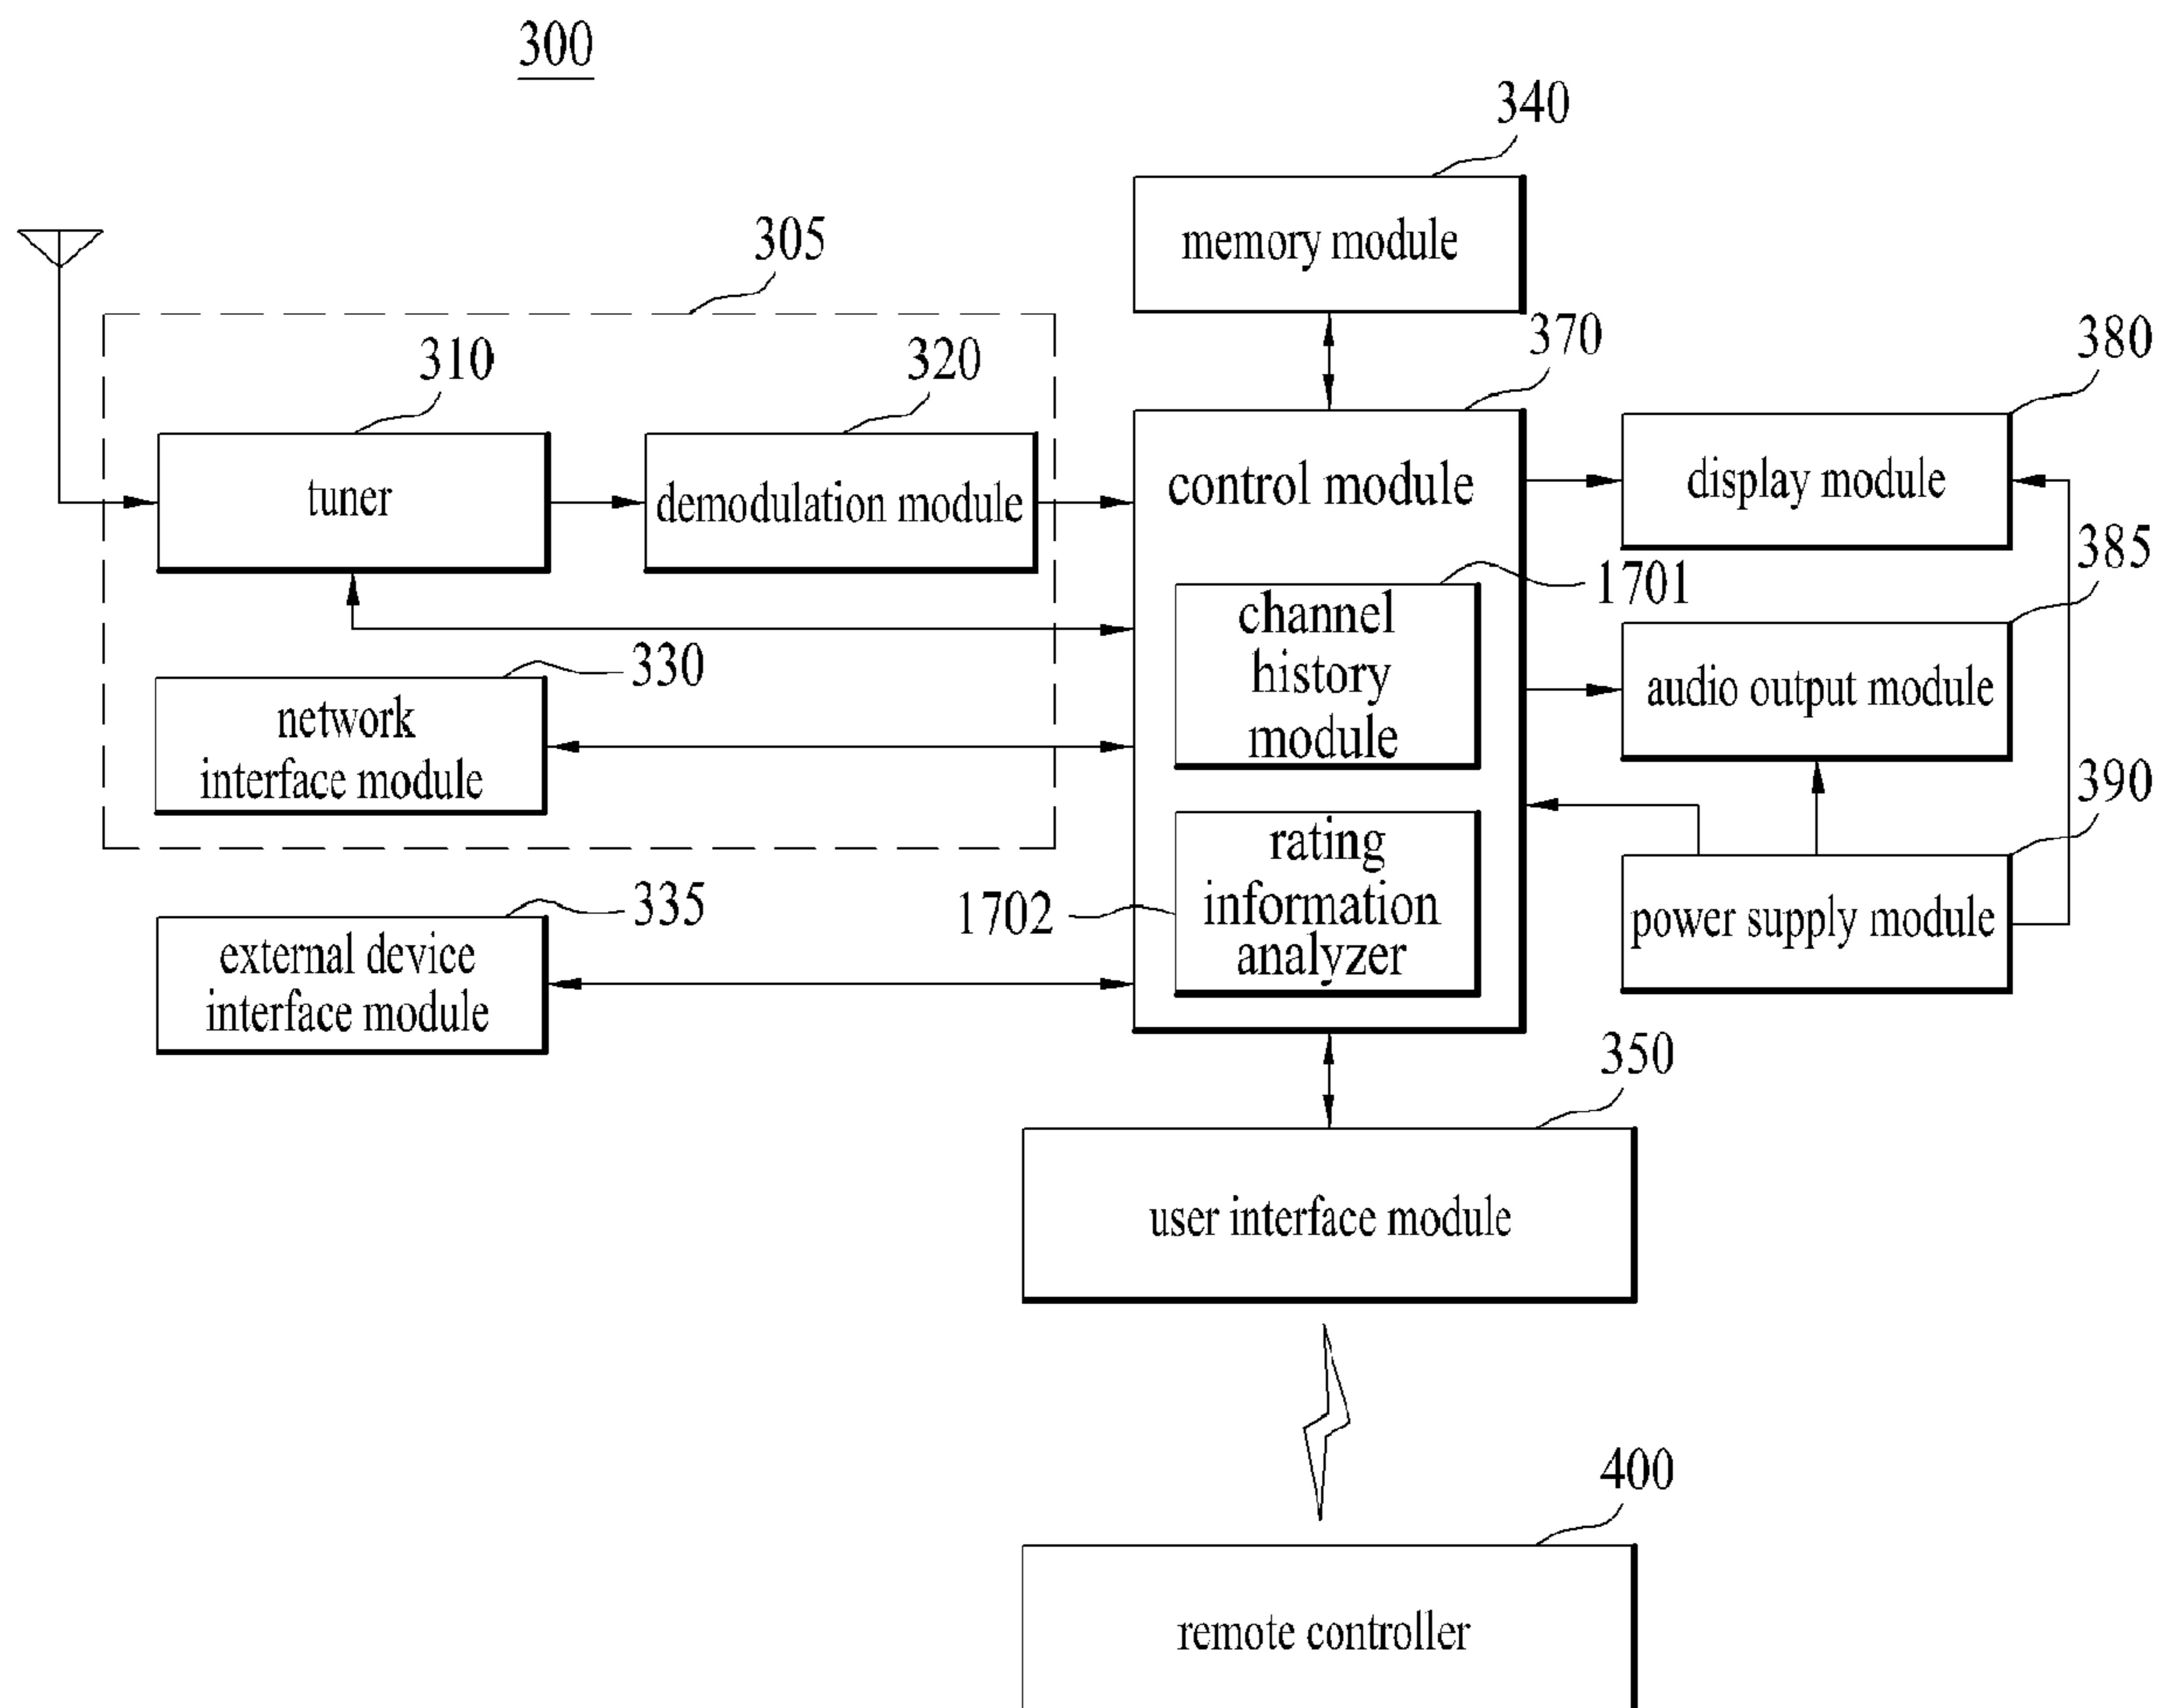 300
340
memory module
305
370
380
310
320
tuner
demodulation module
control module
display module
385
1701
channel
history
module
330
network
interface module
audio output module
390
rating
information
analyzer
1702
power supply module
335
external device
interface module
350
user interface module
400
remote controller